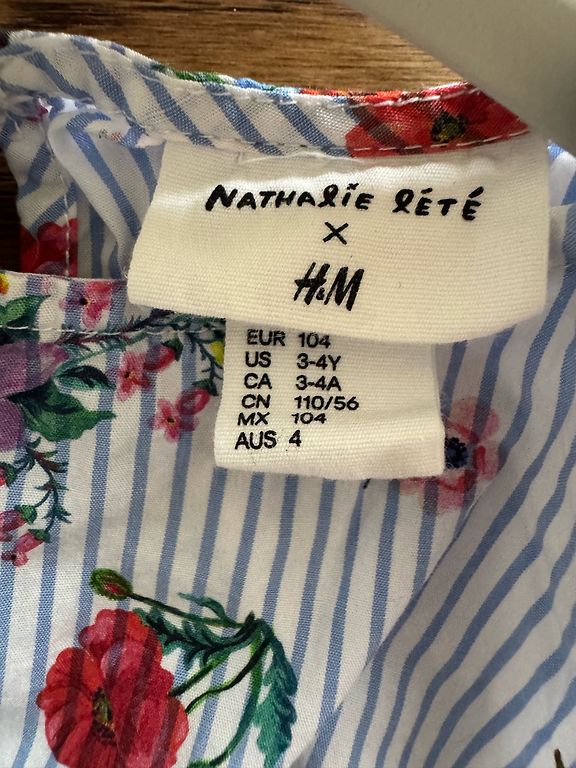 NATHALIE LÉTÉ
X
H&M
EUR 104
US 3-4Y
CA 3-4A
CN 110/56
MX 104
AUS 4